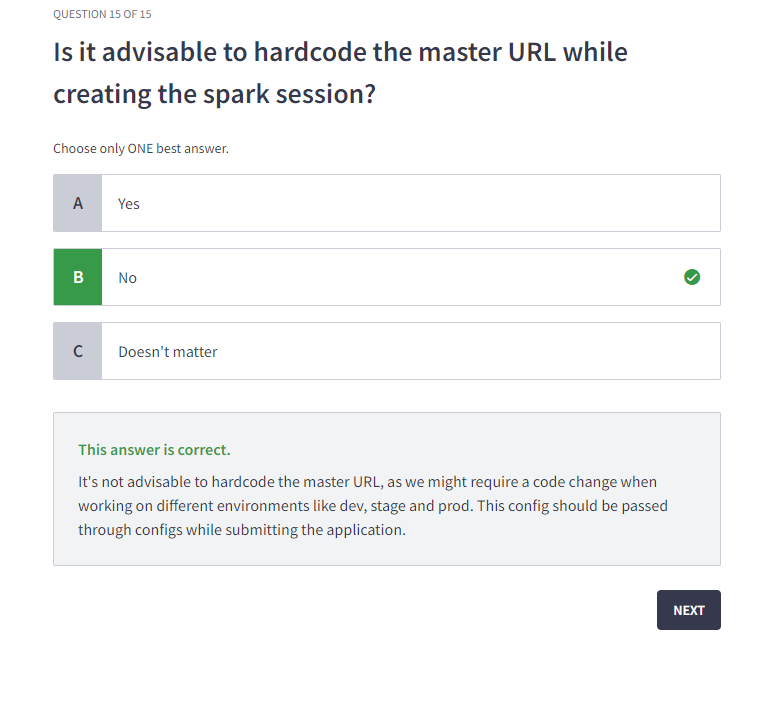 QUESTION 15 OF 15
Is it advisable to hardcode the master URL while
creating the spark session?
Choose only ONE best answer.
A
Yes
B
No
C
Doesn't matter
This answer is correct.
It's not advisable to hardcode the master URL, as we might require a code change when
working on different environments like dev, stage and prod. This config should be passed
through configs while submitting the application.
NEXT